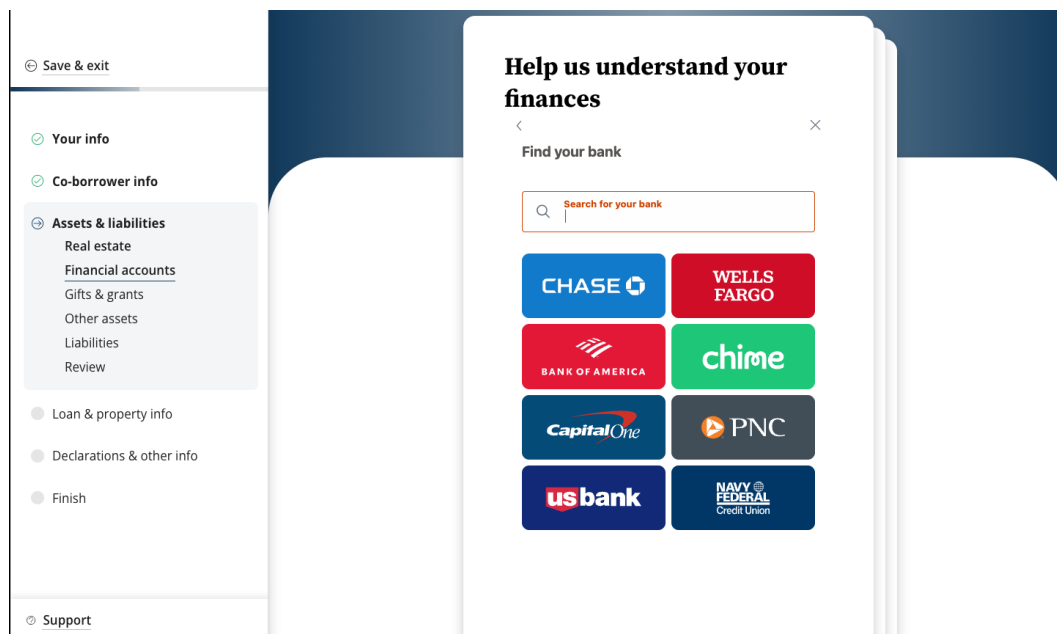 Save & exit
Your info
Co-borrower info
Assets & liabilities
Real estate
Financial accounts
Gifts & grants
Other assets
Liabilities
Review
Loan & property info
Declarations & other info
Finish
Support
Help us understand your
finances
Find your bank
Search for your bank
CHASE
WELLS
FARGO
BANK OF AMERICA
chime
CapitalOne
PNC
usbank
NAVY
FEDERAL
Credit Union